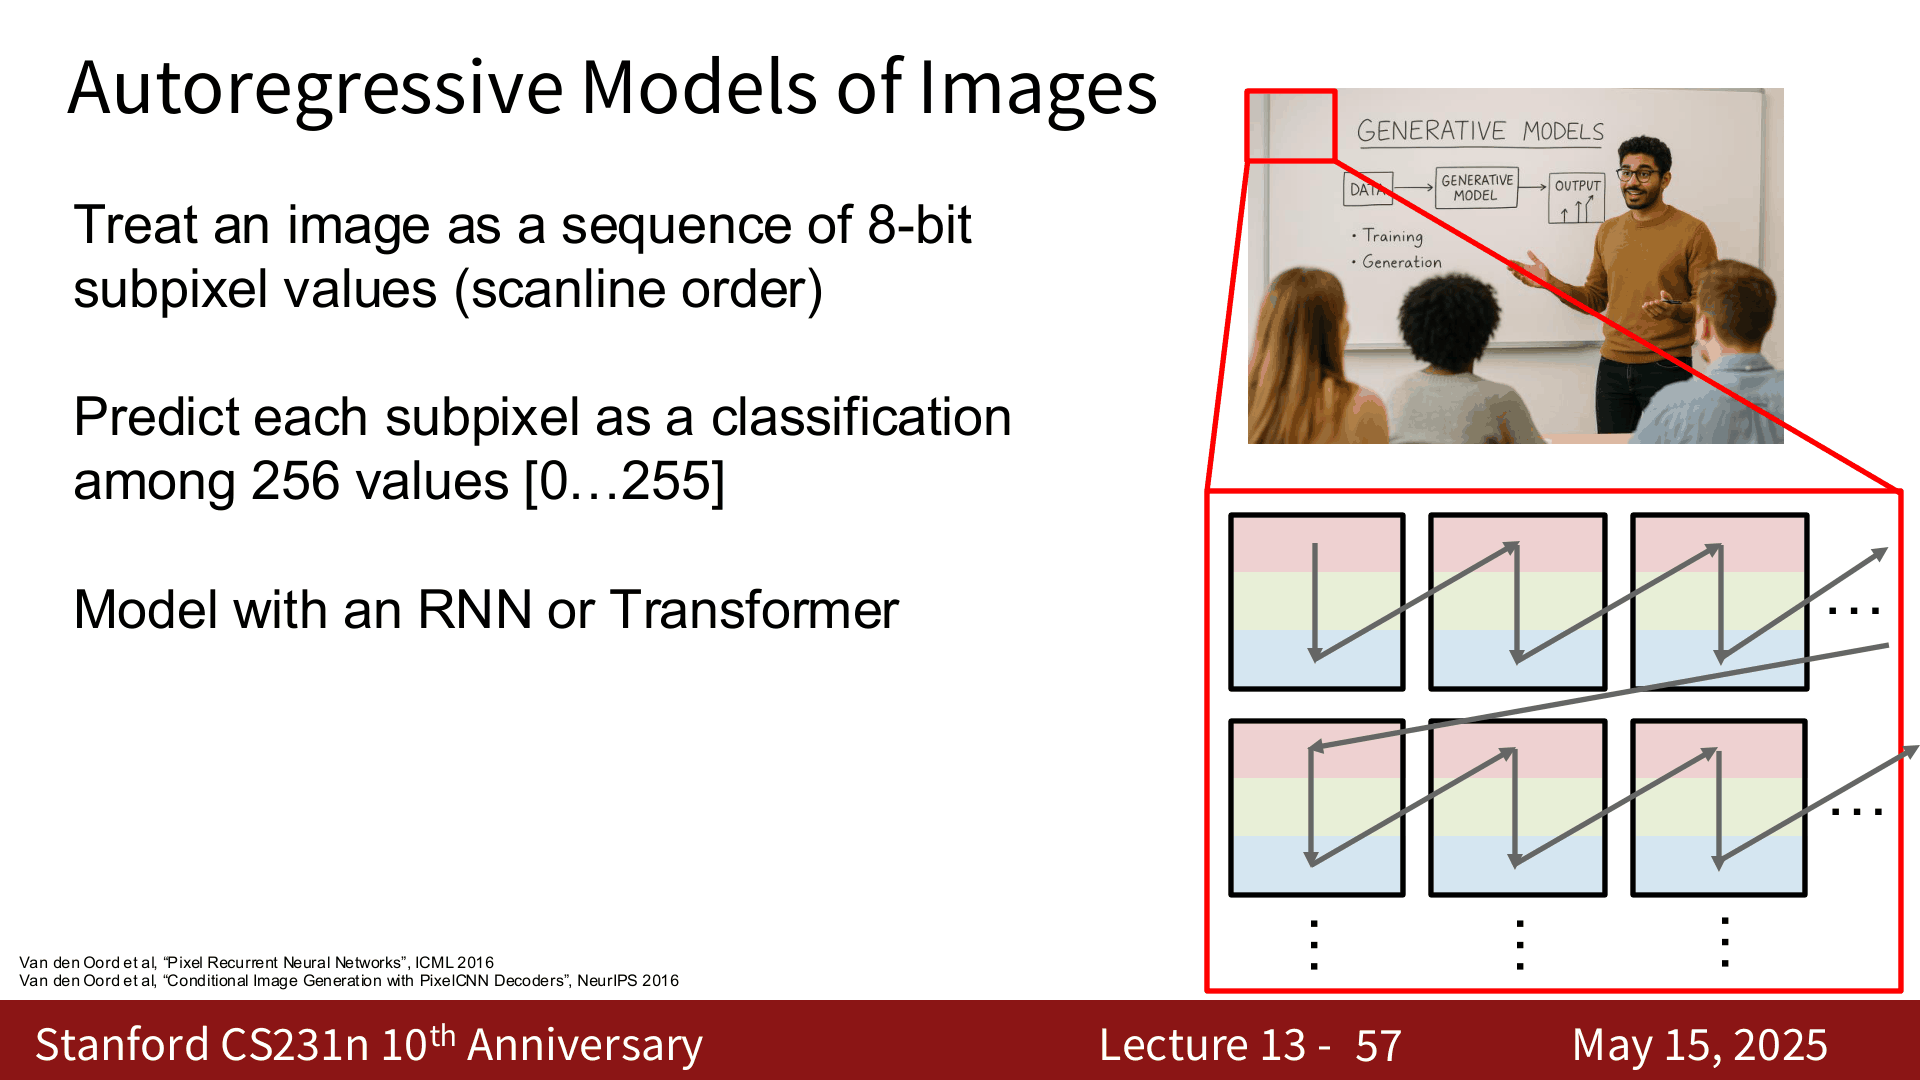 Autoregressive Models of Images
Treat an image as a sequence of 8-bit
subpixel values (scanline order)
Predict each subpixel as a classification
among 256 values [0…255]
Model with an RNN or Transformer
GENERATIVE MODELS
DATA
GENERATIVE
MODEL
OUTPUT
• Training
• Generation
...
...
Van den Oord et al, “Pixel Recurrent Neural Networks”, ICML 2016
Van den Oord et al, “Conditional Image Generation with PixelCNN Decoders”, NeurIPS 2016
Stanford CS231n 10th Anniversary
Lecture 13 - 57
May 15, 2025